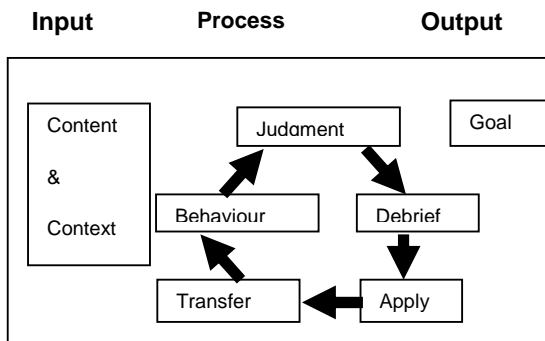 Input Process Output
Content
&
Context
Judgment
Goal
Behaviour
Debrief
Transfer
Apply